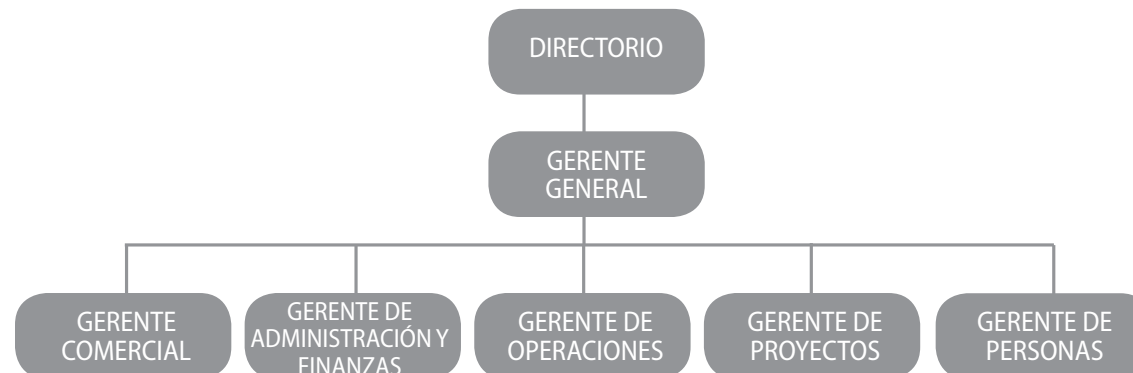 DIRECTORIO
GERENTE
GENERAL
GERENTE
COMERCIAL
GERENTE DE
ADMINISTRACIÓN Y
FINANZAS
GERENTE DE
OPERACIONES
GERENTE DE
PROYECTOS
GERENTE DE
PERSONAS